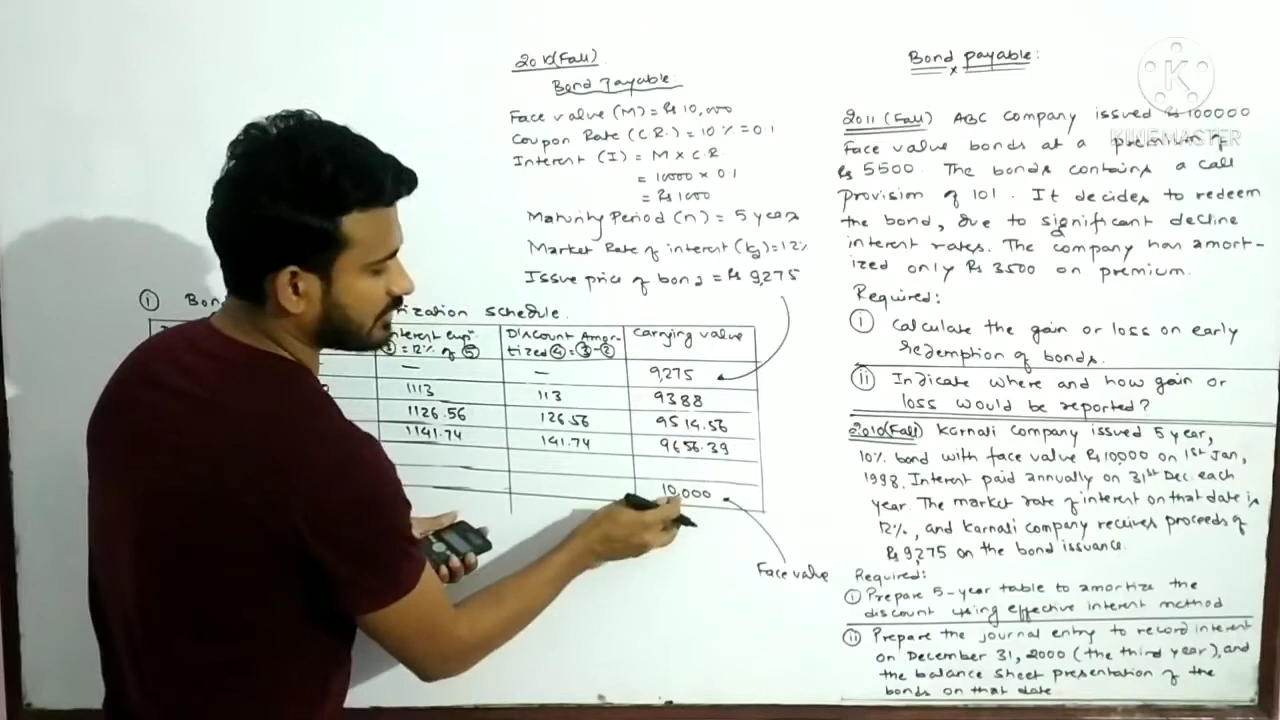 2010(Fall)
Bond Payable:
Face value (M) = Rs 10,000
Coupon Rate (C.R.) = 10% = 0.1
Interest (I) = M x C.R
= 10000 x 0.1
= Rs 1000
Maturity Period (n) = 5 years
Market Rate of interest (kd) = 12%
Issue price of bond = Rs 9,275
i Bon
rtization schedule.
Interest exp
Discount Amor-
Carrying value
③ = 12% of ⑤
tized ④ = ③-②
— — 9,275
1113 113 9388
1126.56 126.56 9514.56
1141.74 141.74 9656.39
10,000
Face value
Bond payable:
K
KINEMASTER
2011 (Fall) ABC company issued Rs 100000
Face value bonds at a premium of
Rs 5500. The bonds contains a call
provision of 101. It decides to redeem
the bond, due to significant decline
interest rates. The company has amort-
ized only Rs 3500 on premium.
Required:
i Calculate the gain or loss on early
redemption of bonds.
ii Indicate where and how gain or
loss would be reported?
2010(Fall) Karnali company issued 5 year,
10% bond with face value Rs 10,000 on 1st Jan,
1998. Interest paid annually on 31st Dec. each
year. The market rate of interest on that date is
12%, and Karnali company receives proceeds of
Rs 9,275 on the bond issuance.
Required:
i Prepare 5-year table to amortize the
discount using effective interest method
ii Prepare the journal entry to record interest
on December 31, 2000 (the third year), and
the balance sheet presentation of the
bonds on that date